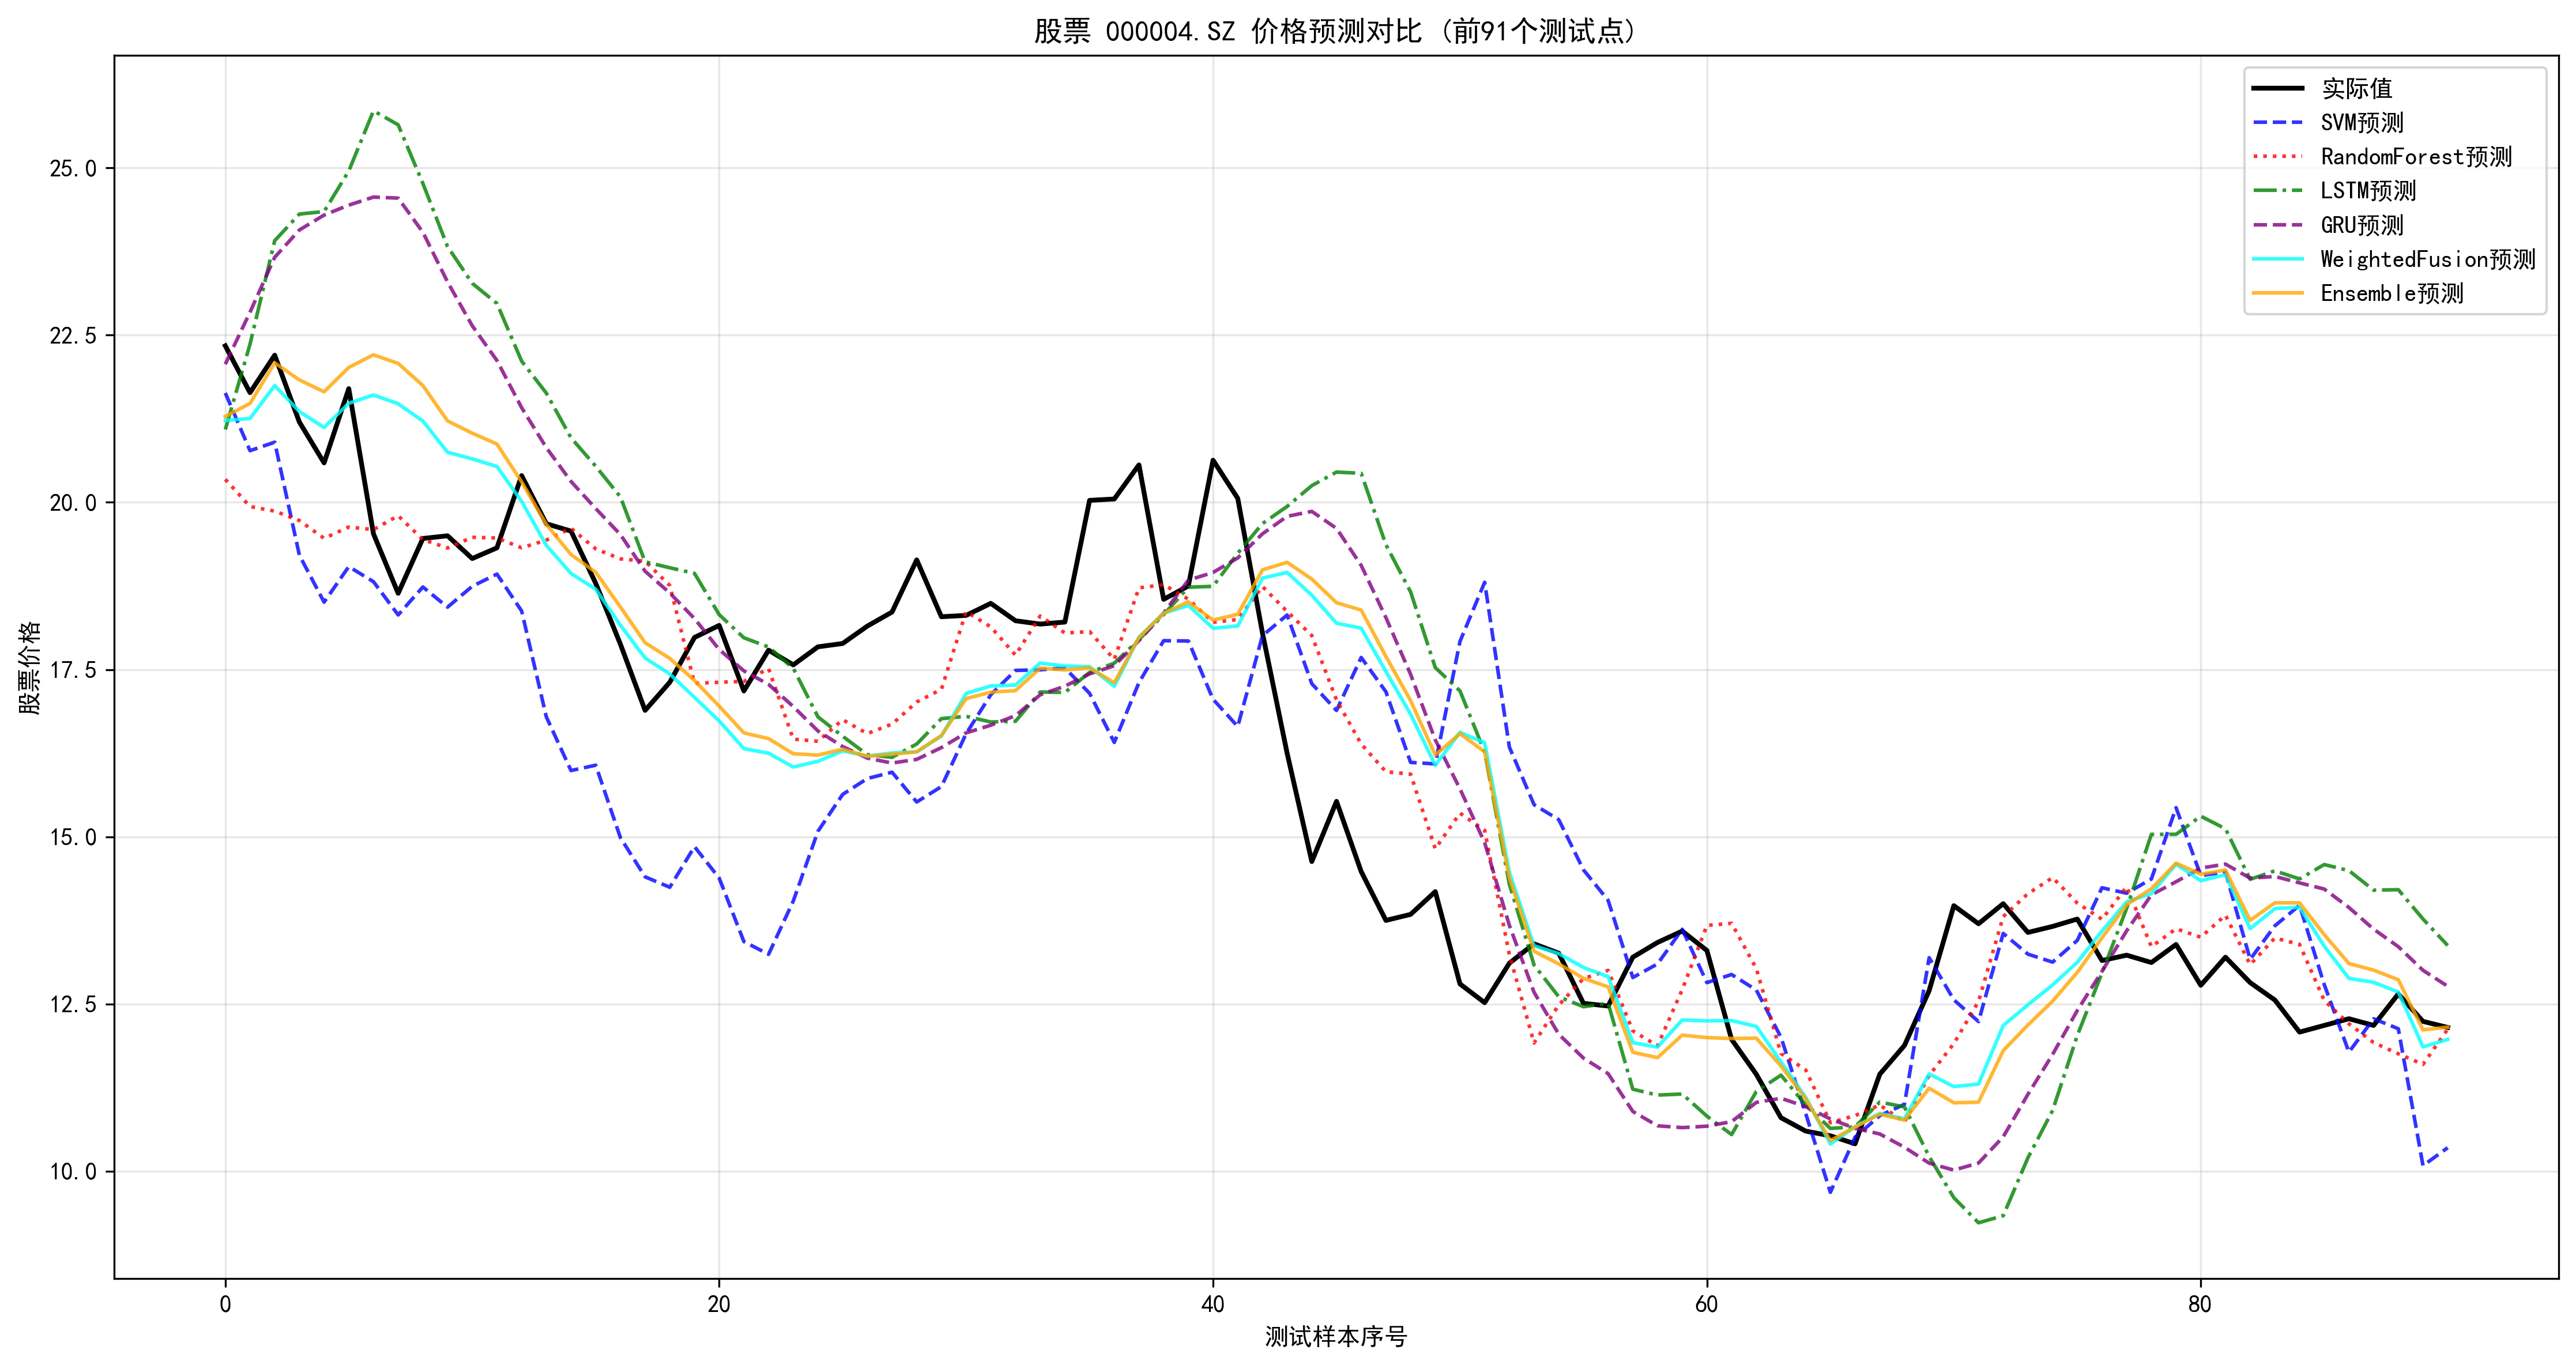 股票 000004.SZ 价格预测对比 (前91个测试点)
实际值
SVM预测
RandomForest预测
LSTM预测
GRU预测
WeightedFusion预测
Ensemble预测
股票价格
25.0
22.5
20.0
17.5
15.0
12.5
10.0
0
20
40
60
80
测试样本序号